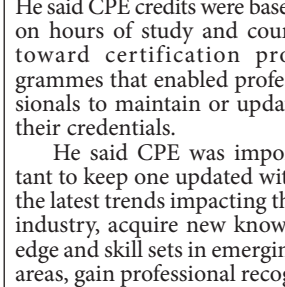 He said CPE credits were base
on hours of study and coun
toward certification pro
grammes that enabled profe
sionals to maintain or upda
their credentials.
He said CPE was impo
tant to keep one updated wit
the latest trends impacting th
industry, acquire new know
edge and skill sets in emergin
areas, gain professional recog